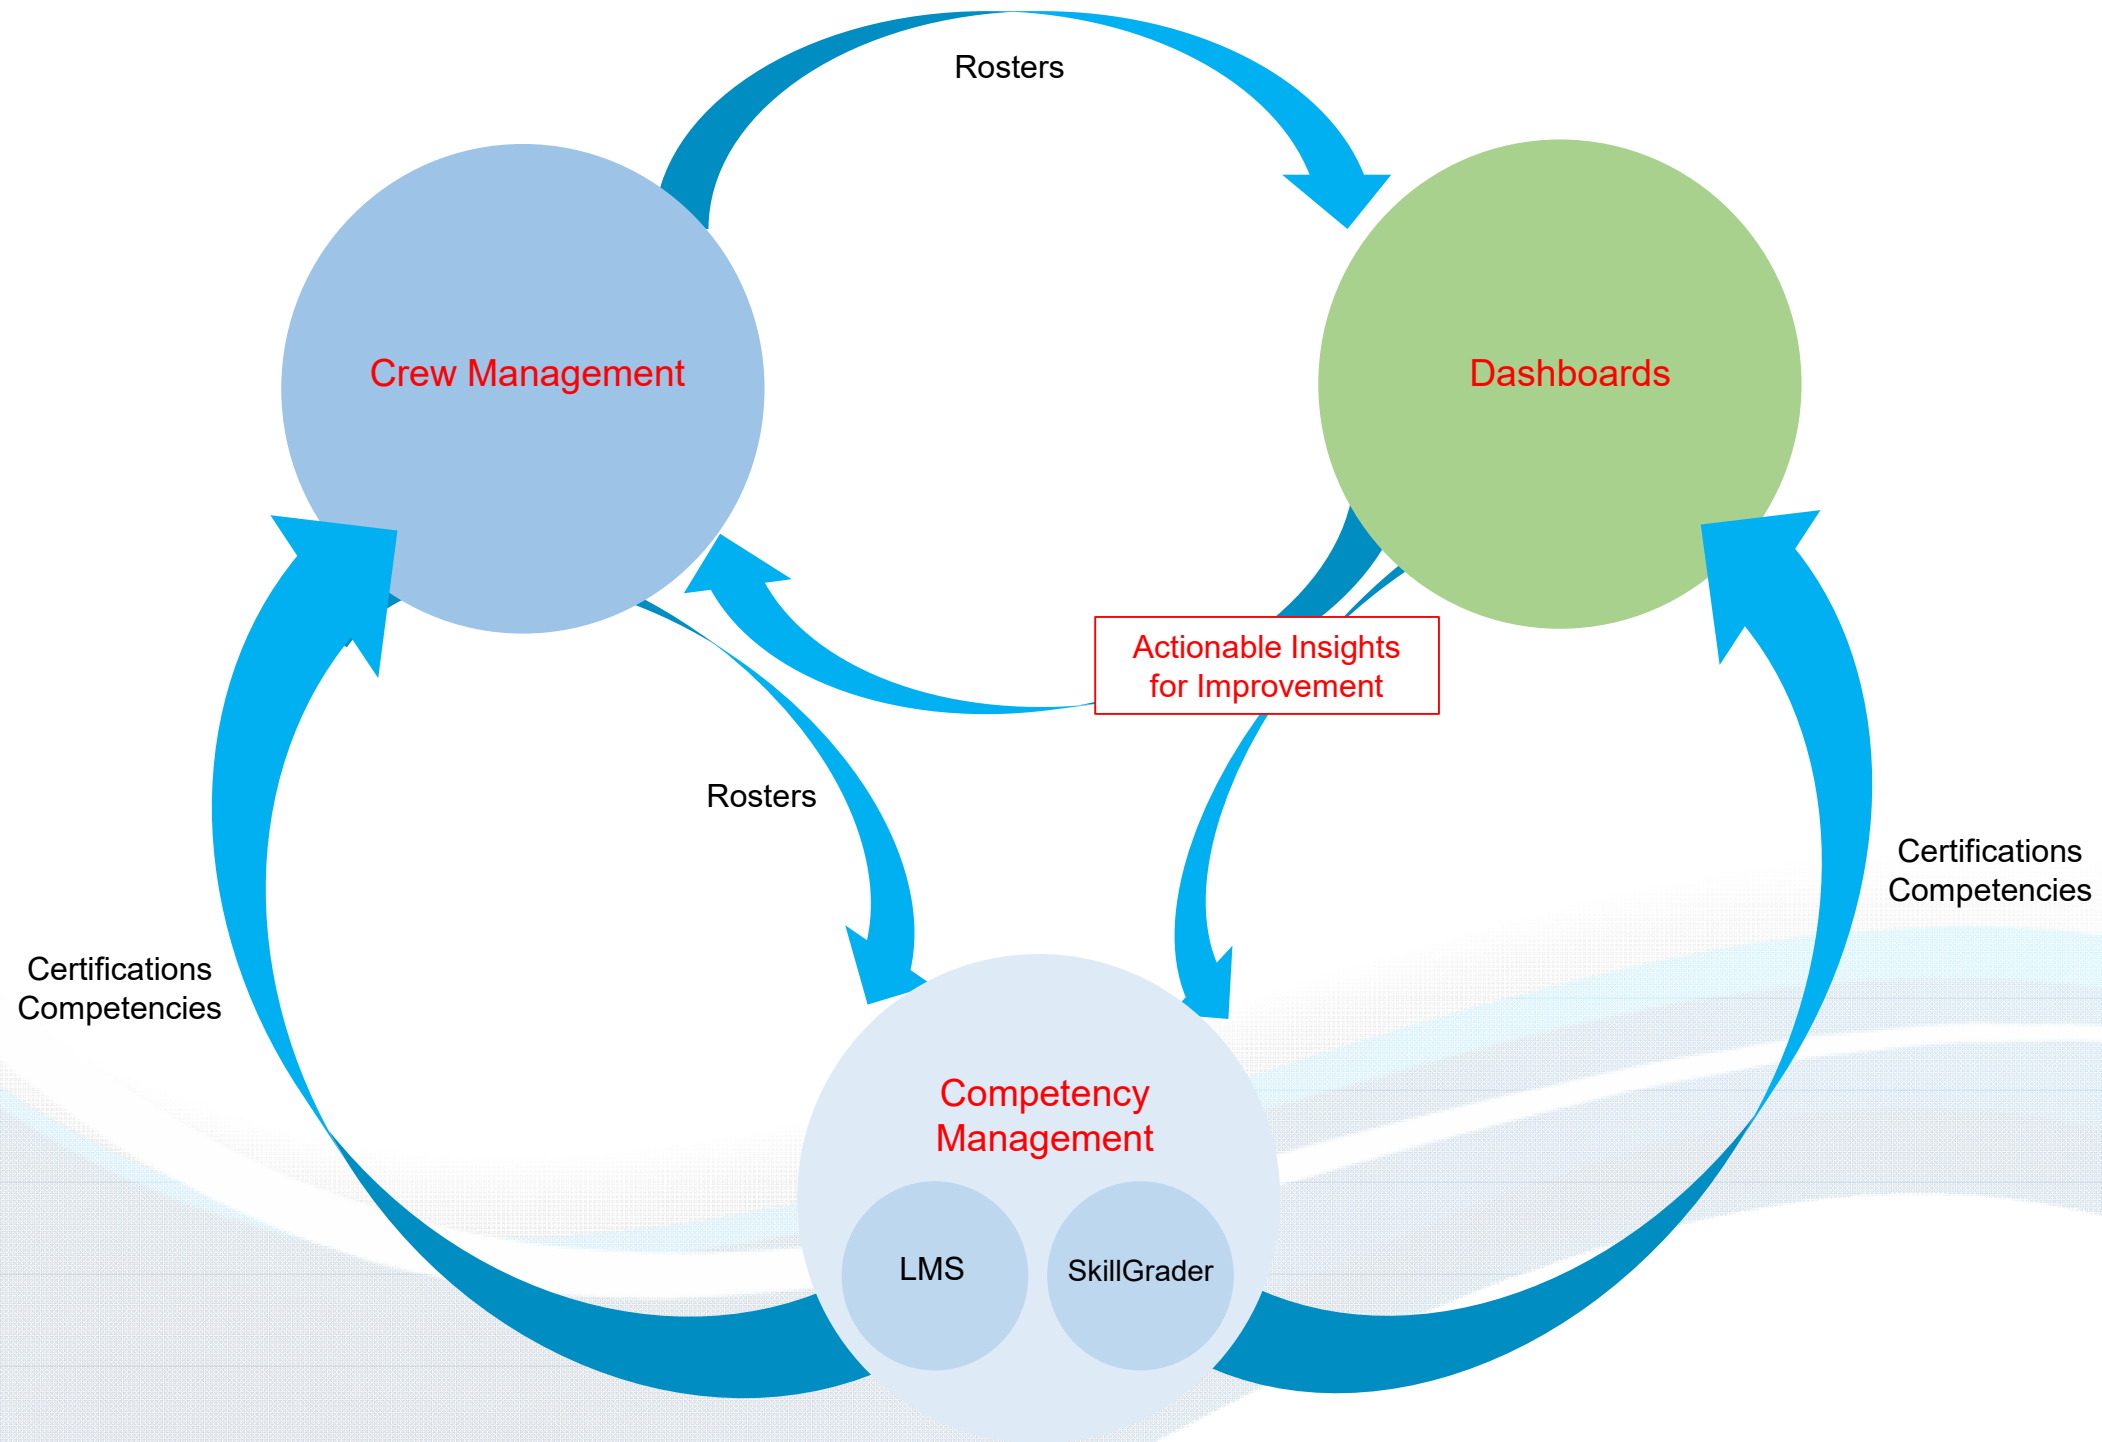 Rosters
Crew Management
Dashboards
Actionable Insights
for Improvement
Rosters
Certifications
Competencies
Certifications
Competencies
Competency
Management
LMS
SkillGrader